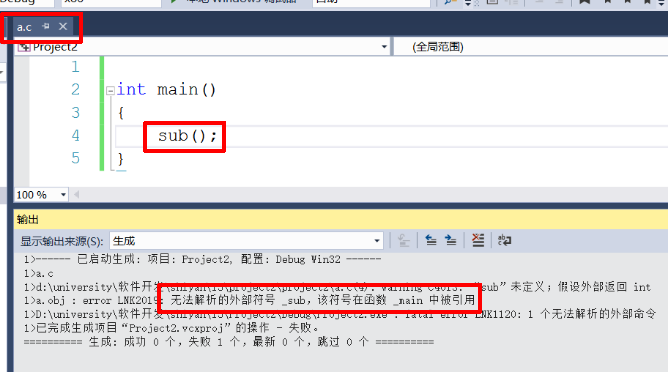 a.c
Project2
(全局范围)
1
2 int main()
3 {
4 sub();
5 }
100 %
输出
显示输出来源(S): 生成
1>------ 已启动生成: 项目: Project2, 配置: Debug Win32 ------
1>a.c
1>d:\university\软件开发\shiyan\15\project2\project2\a.c(4): warning C4013: “sub”未定义；假设外部返回 int
1>a.obj : error LNK2019: 无法解析的外部符号 _sub，该符号在函数 _main 中被引用
1>D:\university\软件开发\shiyan\15\Project2\Debug\Project2.exe : fatal error LNK1120: 1 个无法解析的外部命令
1>已完成生成项目“Project2.vcxproj”的操作 - 失败。
========== 生成: 成功 0 个，失败 1 个，最新 0 个，跳过 0 个 ==========